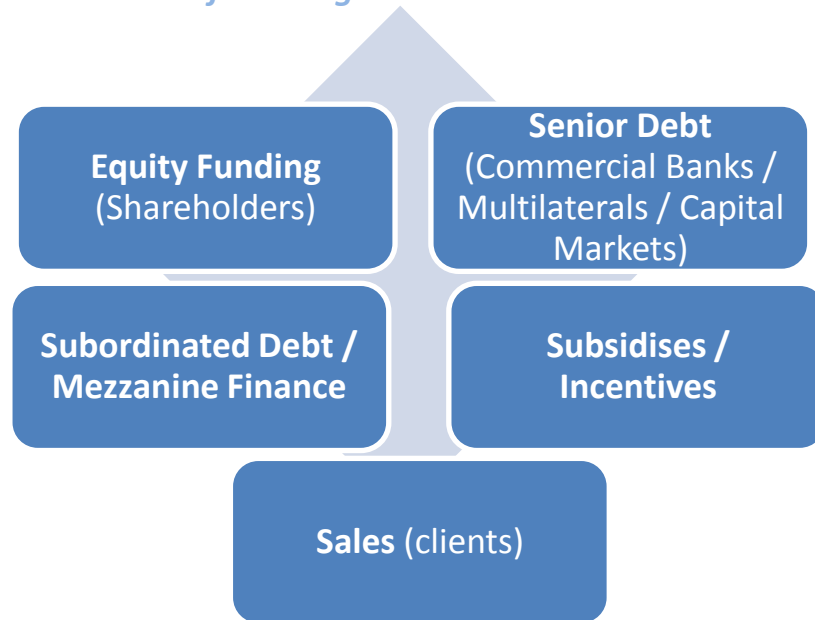 Equity Funding
(Shareholders)
Senior Debt
(Commercial Banks /
Multilaterals / Capital
Markets)
Subordinated Debt /
Mezzanine Finance
Subsidises /
Incentives
Sales (clients)